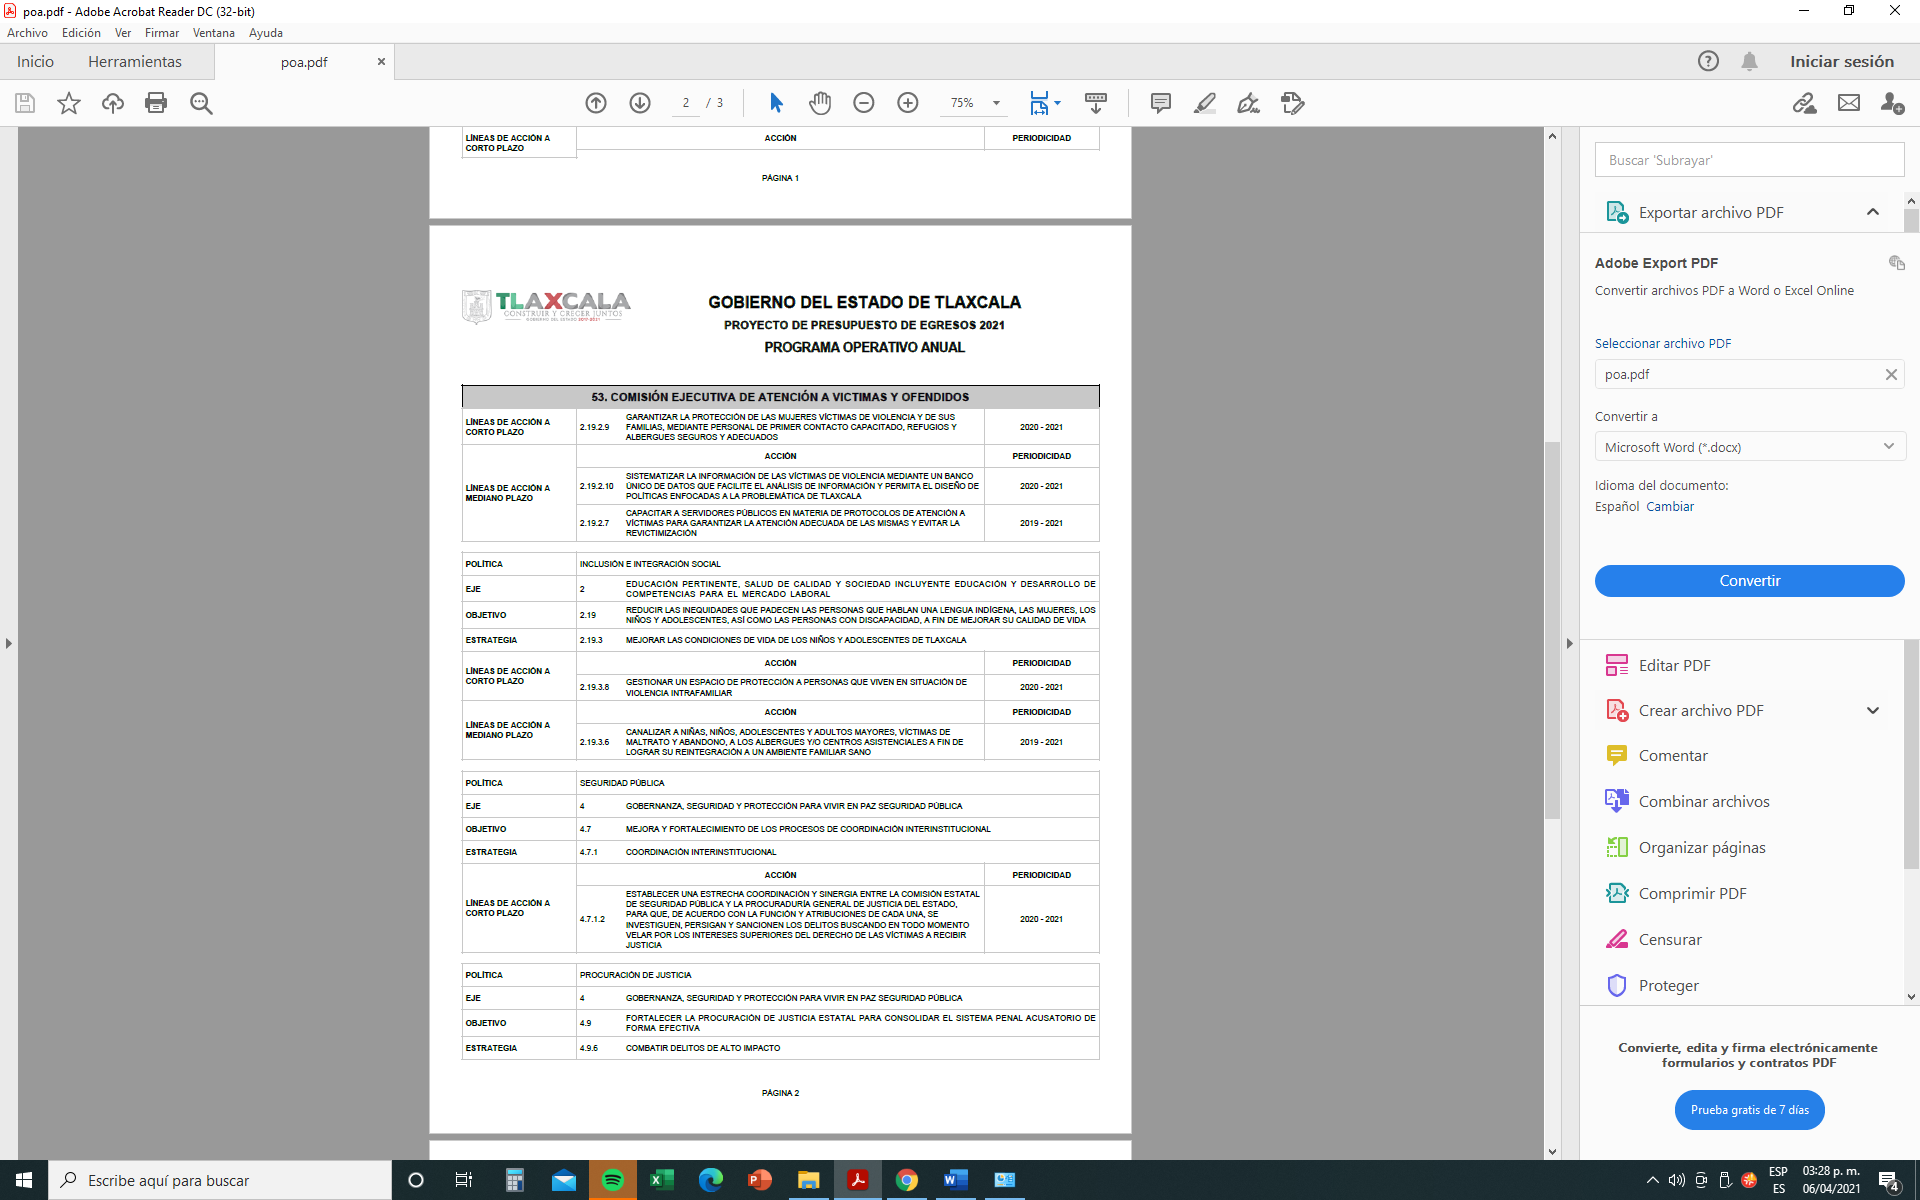 poa.pdf - Adobe Acrobat Reader DC (32-bit)
Archivo Edición Ver Firmar Ventana Ayuda
Inicio Herramientas poa.pdf Iniciar sesión
2 / 3 75%
LÍNEAS DE ACCIÓN A
CORTO PLAZO
ACCIÓN PERIODICIDAD
PÁGINA 1
TLAXCALA
CONSTRUIR Y CRECER JUNTOS
GOBIERNO DEL ESTADO 2017-2021
GOBIERNO DEL ESTADO DE TLAXCALA
PROYECTO DE PRESUPUESTO DE EGRESOS 2021
PROGRAMA OPERATIVO ANUAL
53. COMISIÓN EJECUTIVA DE ATENCIÓN A VICTIMAS Y OFENDIDOS
LÍNEAS DE ACCIÓN A
CORTO PLAZO
2.19.2.9
GARANTIZAR LA PROTECCIÓN DE LAS MUJERES VÍCTIMAS DE VIOLENCIA Y DE SUS
FAMILIAS, MEDIANTE PERSONAL DE PRIMER CONTACTO CAPACITADO, REFUGIOS Y
ALBERGUES SEGUROS Y ADECUADOS
2020 - 2021
LÍNEAS DE ACCIÓN A
MEDIANO PLAZO
ACCIÓN PERIODICIDAD
2.19.2.10
SISTEMATIZAR LA INFORMACIÓN DE LAS VÍCTIMAS DE VIOLENCIA MEDIANTE UN BANCO
ÚNICO DE DATOS QUE FACILITE EL ANÁLISIS DE INFORMACIÓN Y PERMITA EL DISEÑO DE
POLÍTICAS ENFOCADAS A LA PROBLEMÁTICA DE TLAXCALA
2020 - 2021
2.19.2.7
CAPACITAR A SERVIDORES PÚBLICOS EN MATERIA DE PROTOCOLOS DE ATENCIÓN A
VÍCTIMAS PARA GARANTIZAR LA ATENCIÓN ADECUADA DE LAS MISMAS Y EVITAR LA
REVICTIMIZACIÓN
2019 - 2021
POLÍTICA INCLUSIÓN E INTEGRACIÓN SOCIAL
EJE 2
EDUCACIÓN PERTINENTE, SALUD DE CALIDAD Y SOCIEDAD INCLUYENTE EDUCACIÓN Y DESARROLLO DE
COMPETENCIAS PARA EL MERCADO LABORAL
OBJETIVO 2.19
REDUCIR LAS INEQUIDADES QUE PADECEN LAS PERSONAS QUE HABLAN UNA LENGUA INDÍGENA, LAS MUJERES, LOS
NIÑOS Y ADOLESCENTES, ASÍ COMO LAS PERSONAS CON DISCAPACIDAD, A FIN DE MEJORAR SU CALIDAD DE VIDA
ESTRATEGIA 2.19.3 MEJORAR LAS CONDICIONES DE VIDA DE LOS NIÑOS Y ADOLESCENTES DE TLAXCALA
LÍNEAS DE ACCIÓN A
CORTO PLAZO
ACCIÓN PERIODICIDAD
2.19.3.8
GESTIONAR UN ESPACIO DE PROTECCIÓN A PERSONAS QUE VIVEN EN SITUACIÓN DE
VIOLENCIA INTRAFAMILIAR
2020 - 2021
LÍNEAS DE ACCIÓN A
MEDIANO PLAZO
ACCIÓN PERIODICIDAD
2.19.3.6
CANALIZAR A NIÑAS, NIÑOS, ADOLESCENTES Y ADULTOS MAYORES, VÍCTIMAS DE
MALTRATO Y ABANDONO, A LOS ALBERGUES Y/O CENTROS ASISTENCIALES A FIN DE
LOGRAR SU REINTEGRACIÓN A UN AMBIENTE FAMILIAR SANO
2019 - 2021
POLÍTICA SEGURIDAD PÚBLICA
EJE 4 GOBERNANZA, SEGURIDAD Y PROTECCIÓN PARA VIVIR EN PAZ SEGURIDAD PÚBLICA
OBJETIVO 4.7 MEJORA Y FORTALECIMIENTO DE LOS PROCESOS DE COORDINACIÓN INTERINSTITUCIONAL
ESTRATEGIA 4.7.1 COORDINACIÓN INTERINSTITUCIONAL
LÍNEAS DE ACCIÓN A
CORTO PLAZO
ACCIÓN PERIODICIDAD
4.7.1.2
ESTABLECER UNA ESTRECHA COORDINACIÓN Y SINERGIA ENTRE LA COMISIÓN ESTATAL
DE SEGURIDAD PÚBLICA Y LA PROCURADURÍA GENERAL DE JUSTICIA DEL ESTADO,
PARA QUE, DE ACUERDO CON LA FUNCIÓN Y ATRIBUCIONES DE CADA UNA, SE
INVESTIGUEN, PERSIGAN Y SANCIONEN LOS DELITOS BUSCANDO EN TODO MOMENTO
VELAR POR LOS INTERESES SUPERIORES DEL DERECHO DE LAS VÍCTIMAS A RECIBIR
JUSTICIA
2020 - 2021
POLÍTICA PROCURACIÓN DE JUSTICIA
EJE 4 GOBERNANZA, SEGURIDAD Y PROTECCIÓN PARA VIVIR EN PAZ SEGURIDAD PÚBLICA
OBJETIVO 4.9
FORTALECER LA PROCURACIÓN DE JUSTICIA ESTATAL PARA CONSOLIDAR EL SISTEMA PENAL ACUSATORIO DE
FORMA EFECTIVA
ESTRATEGIA 4.9.6 COMBATIR DELITOS DE ALTO IMPACTO
PÁGINA 2
Buscar 'Subrayar'
Exportar archivo PDF
Adobe Export PDF
Convertir archivos PDF a Word o Excel Online
Seleccionar archivo PDF
poa.pdf
Convertir a
Microsoft Word (*.docx)
Idioma del documento:
Español Cambiar
Convertir
Editar PDF
Crear archivo PDF
Comentar
Combinar archivos
Organizar páginas
Comprimir PDF
Censurar
Proteger
Convierte, edita y firma electrónicamente
formularios y contratos PDF
Prueba gratis de 7 días
Escribe aquí para buscar
ESP
ES
03:28 p. m.
06/04/2021
4